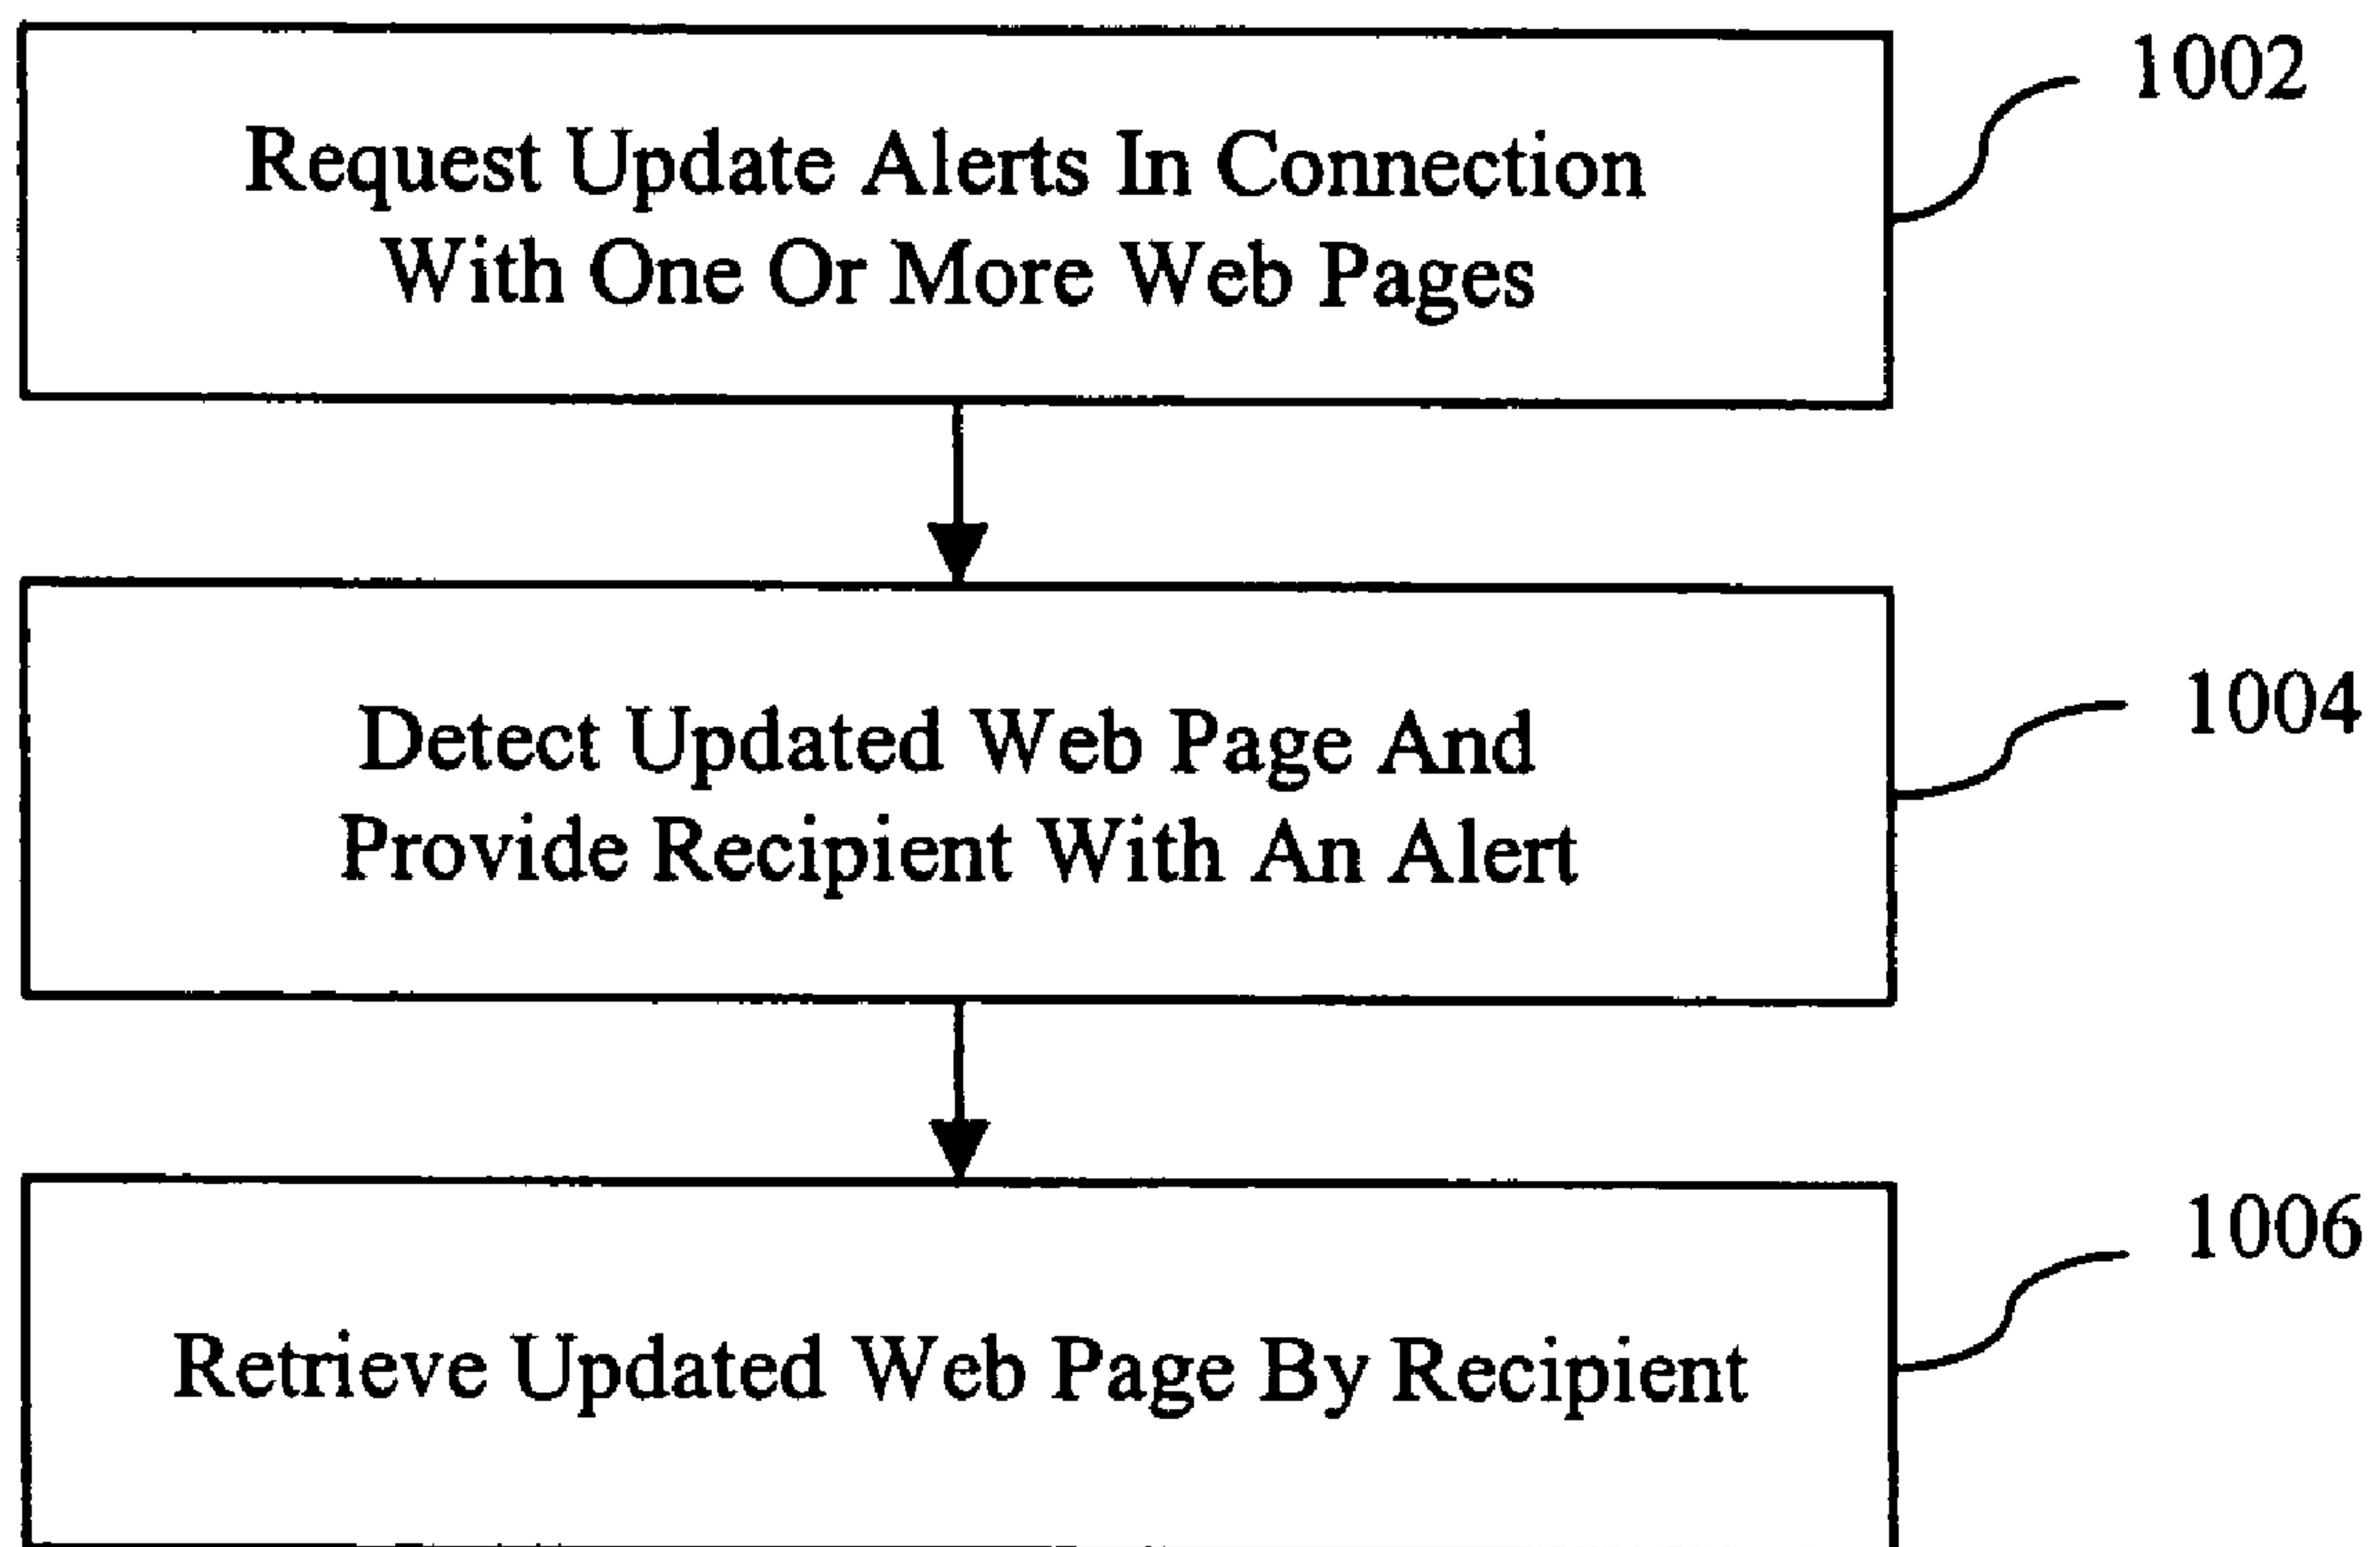 1002
Request Update Alerts In Connection
With One Or More Web Pages
1004
Detect Updated Web Page And
Provide Recipient With An Alert
1006
Retrieve Updated Web Page By Recipient